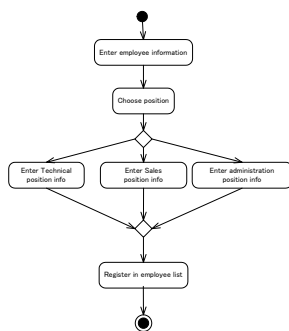 Enter employee information
Choose position
Enter Technical
position info
Enter Sales
position info
Enter administration
position info
Register in employee list